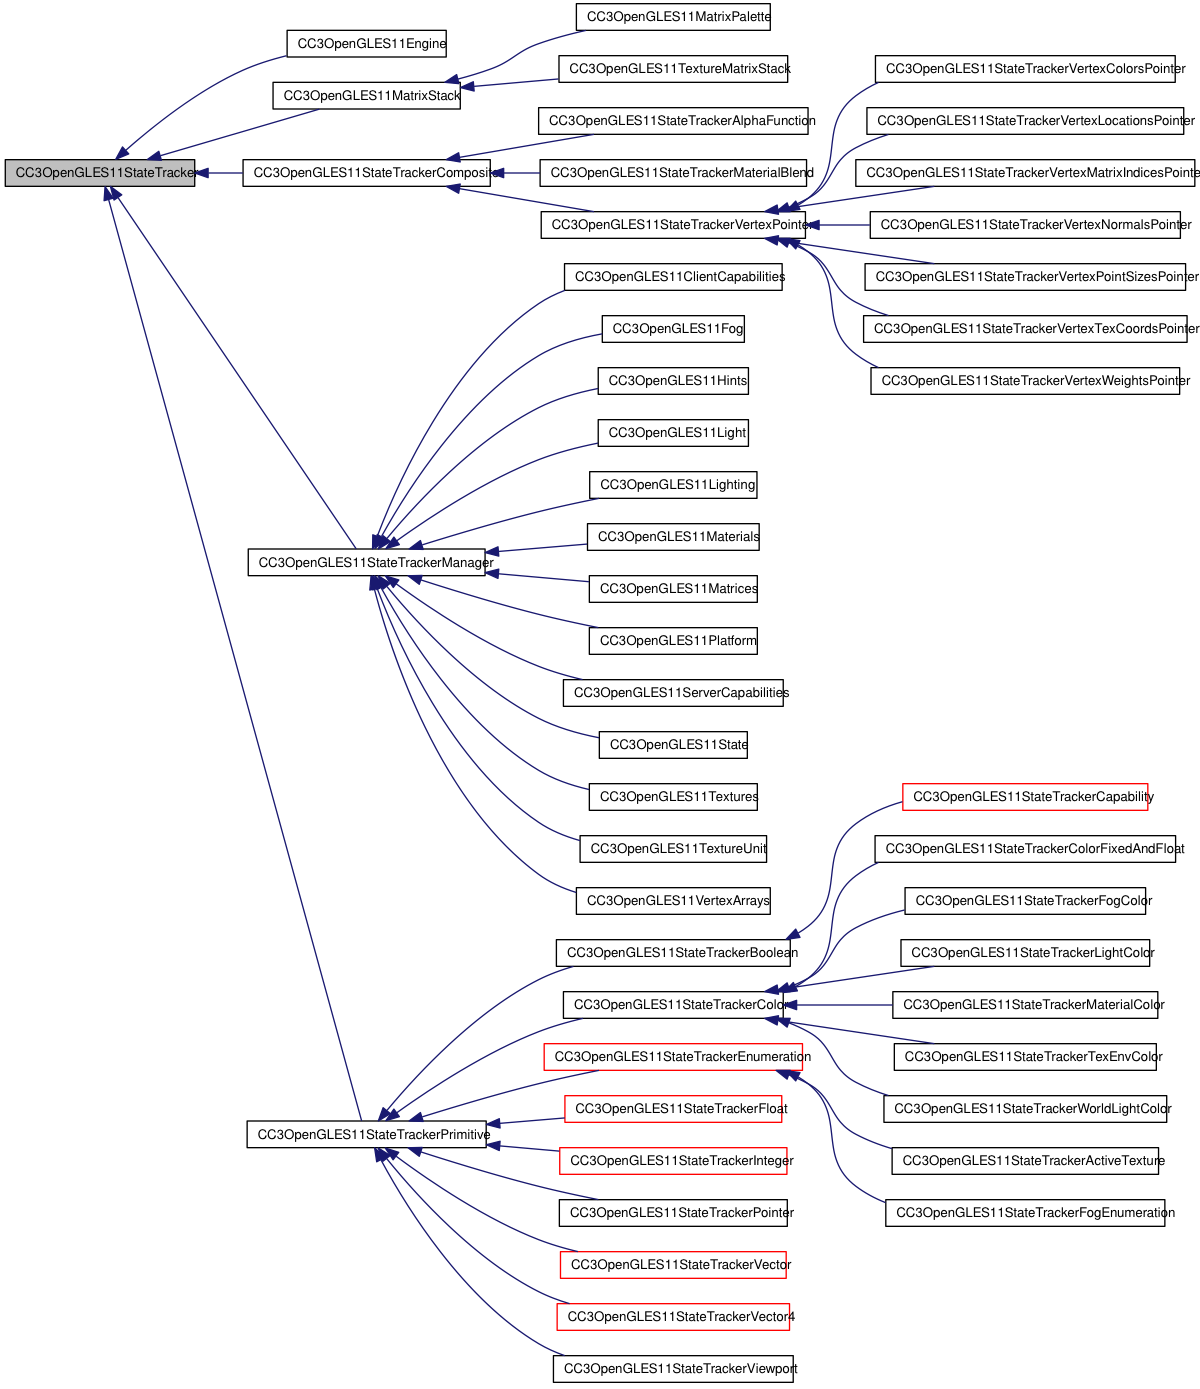 CC3OpenGLES11MatrixPalette
CC3OpenGLES11Engine
CC3OpenGLES11TextureMatrixStack
CC3OpenGLES11StateTrackerVertexColorsPointer
CC3OpenGLES11MatrixStack
CC3OpenGLES11StateTrackerAlphaFunction
CC3OpenGLES11StateTrackerVertexLocationsPointer
CC3OpenGLES11StateTracker
CC3OpenGLES11StateTrackerComposite
CC3OpenGLES11StateTrackerMaterialBlend
CC3OpenGLES11StateTrackerVertexMatrixIndicesPointer
CC3OpenGLES11StateTrackerVertexPointer
CC3OpenGLES11StateTrackerVertexNormalsPointer
CC3OpenGLES11ClientCapabilities
CC3OpenGLES11StateTrackerVertexPointSizesPointer
CC3OpenGLES11Fog
CC3OpenGLES11StateTrackerVertexTexCoordsPointer
CC3OpenGLES11Hints
CC3OpenGLES11StateTrackerVertexWeightsPointer
CC3OpenGLES11Light
CC3OpenGLES11Lighting
CC3OpenGLES11Materials
CC3OpenGLES11StateTrackerManager
CC3OpenGLES11Matrices
CC3OpenGLES11Platform
CC3OpenGLES11ServerCapabilities
CC3OpenGLES11State
CC3OpenGLES11Textures
CC3OpenGLES11StateTrackerCapability
CC3OpenGLES11TextureUnit
CC3OpenGLES11StateTrackerColorFixedAndFloat
CC3OpenGLES11VertexArrays
CC3OpenGLES11StateTrackerFogColor
CC3OpenGLES11StateTrackerBoolean
CC3OpenGLES11StateTrackerLightColor
CC3OpenGLES11StateTrackerColor
CC3OpenGLES11StateTrackerMaterialColor
CC3OpenGLES11StateTrackerEnumeration
CC3OpenGLES11StateTrackerTexEnvColor
CC3OpenGLES11StateTrackerFloat
CC3OpenGLES11StateTrackerWorldLightColor
CC3OpenGLES11StateTrackerPrimitive
CC3OpenGLES11StateTrackerInteger
CC3OpenGLES11StateTrackerActiveTexture
CC3OpenGLES11StateTrackerPointer
CC3OpenGLES11StateTrackerFogEnumeration
CC3OpenGLES11StateTrackerVector
CC3OpenGLES11StateTrackerVector4
CC3OpenGLES11StateTrackerViewport